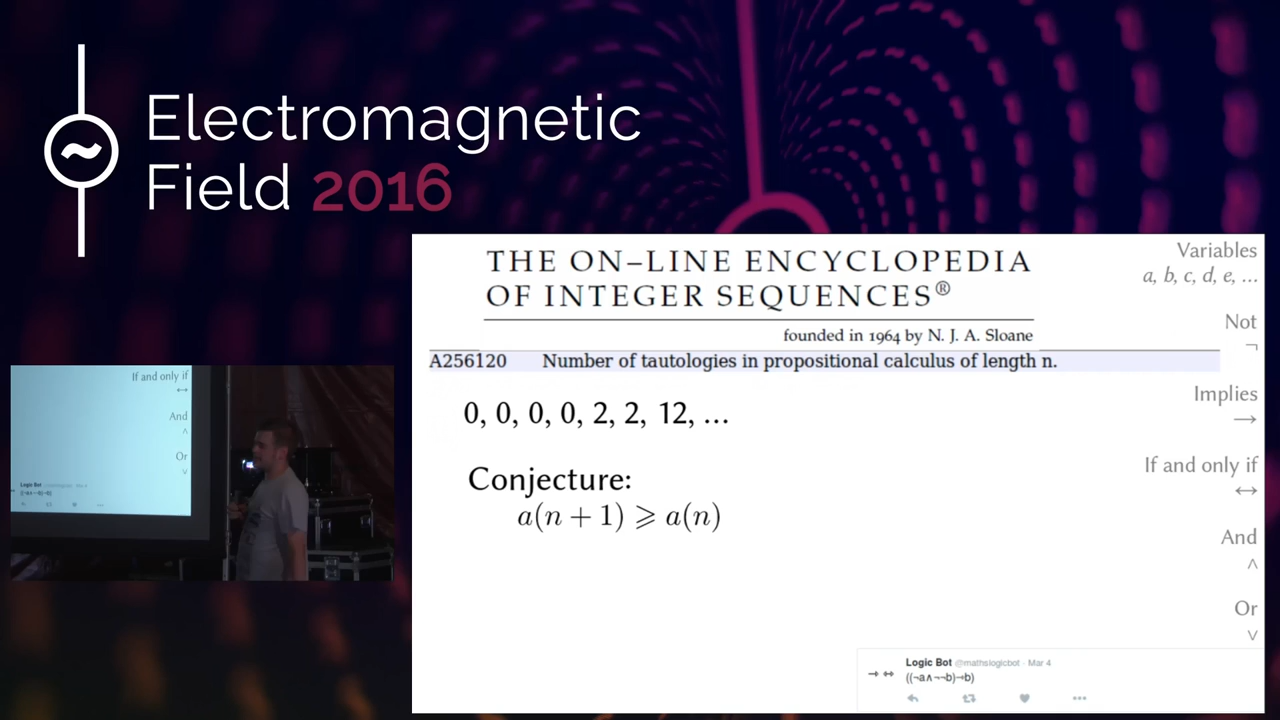 Electromagnetic
Field 2016
THE ON–LINE ENCYCLOPEDIA
OF INTEGER SEQUENCES®
founded in 1964 by N. J. A. Sloane
A256120 Number of tautologies in propositional calculus of length n.
0, 0, 0, 0, 2, 2, 12, ...
Conjecture:
a(n + 1) ⩾ a(n)
Variables
a, b, c, d, e, ...
Not
¬
Implies
→
If and only if
↔
And
∧
Or
∨
Logic Bot @mathslogicbot · Mar 4
((¬a∧¬¬b)→b)
If and only if
↔
And
∧
Or
∨
Logic Bot